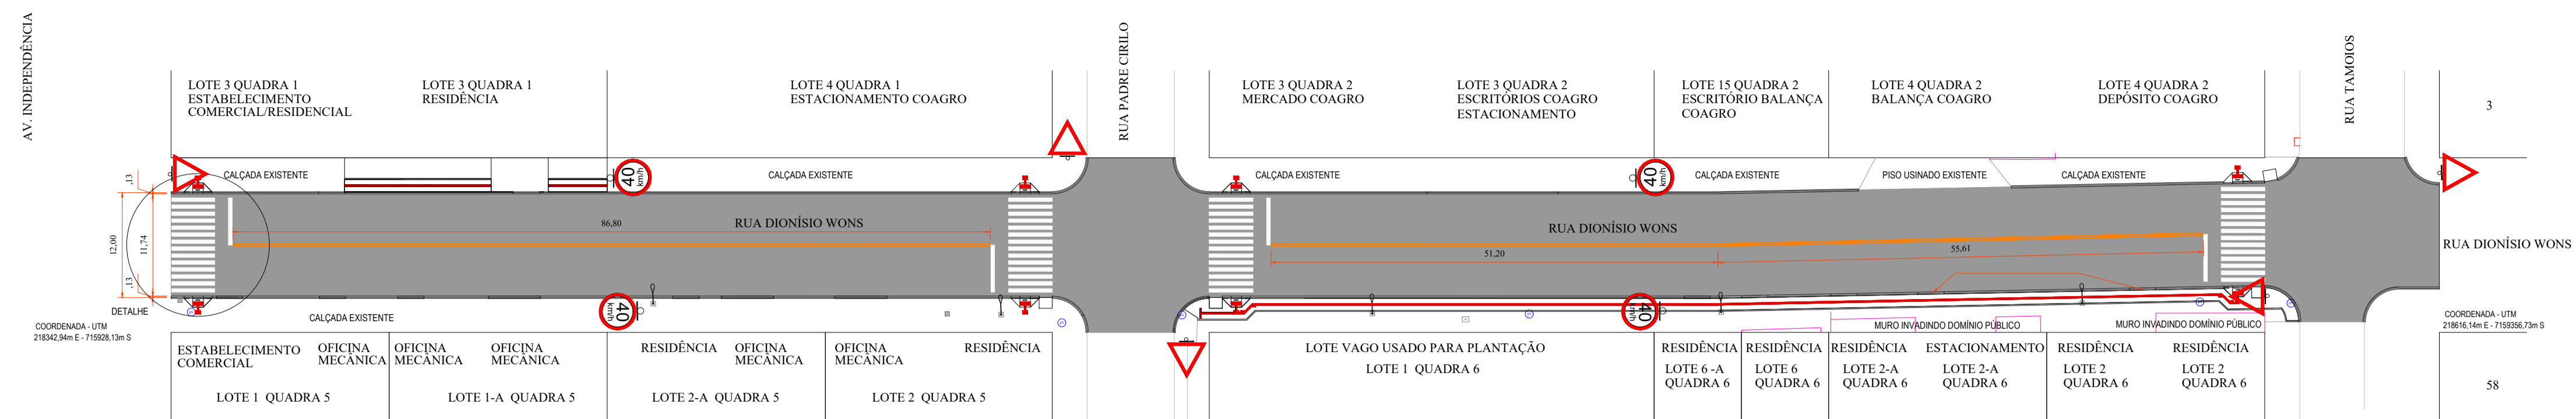 AV. INDEPENDÊNCIA
RUA PADRE CIRILO
RUA TAMOIOS
LOTE 3 QUADRA 1
ESTABELECIMENTO
COMERCIAL/RESIDENCIAL
LOTE 3 QUADRA 1
RESIDÊNCIA
LOTE 4 QUADRA 1
ESTACIONAMENTO COAGRO
LOTE 3 QUADRA 2
MERCADO COAGRO
LOTE 3 QUADRA 2
ESCRITÓRIOS COAGRO
ESTACIONAMENTO
LOTE 15 QUADRA 2
ESCRITÓRIO BALANÇA
COAGRO
LOTE 4 QUADRA 2
BALANÇA COAGRO
LOTE 4 QUADRA 2
DEPÓSITO COAGRO
3
CALÇADA EXISTENTE
40
km/h
CALÇADA EXISTENTE
CALÇADA EXISTENTE
40
km/h
CALÇADA EXISTENTE
PISO USINADO EXISTENTE
CALÇADA EXISTENTE
,13
12,00
11,74
,13
86,80
RUA DIONÍSIO WONS
51,20
RUA DIONÍSIO WONS
55,61
RUA DIONÍSIO WONS
DETALHE
COORDENADA - UTM
218342,94m E - 715928,13m S
CALÇADA EXISTENTE
40
km/h
40
km/h
MURO INVADINDO DOMÍNIO PÚBLICO
MURO INVADINDO DOMÍNIO PÚBLICO
COORDENADA - UTM
218616,14m E - 7159356,73m S
ESTABELECIMENTO
COMERCIAL
OFICINA
MECÂNICA
LOTE 1 QUADRA 5
OFICINA
MECÂNICA
OFICINA
MECÂNICA
LOTE 1-A QUADRA 5
RESIDÊNCIA
OFICINA
MECÂNICA
LOTE 2-A QUADRA 5
OFICINA
MECÂNICA
RESIDÊNCIA
LOTE 2 QUADRA 5
LOTE VAGO USADO PARA PLANTAÇÃO
LOTE 1 QUADRA 6
RESIDÊNCIA
LOTE 6 -A
QUADRA 6
RESIDÊNCIA
LOTE 6
QUADRA 6
RESIDÊNCIA
LOTE 2-A
QUADRA 6
ESTACIONAMENTO
LOTE 2-A
QUADRA 6
RESIDÊNCIA
LOTE 2
QUADRA 6
RESIDÊNCIA
LOTE 2
QUADRA 6
58